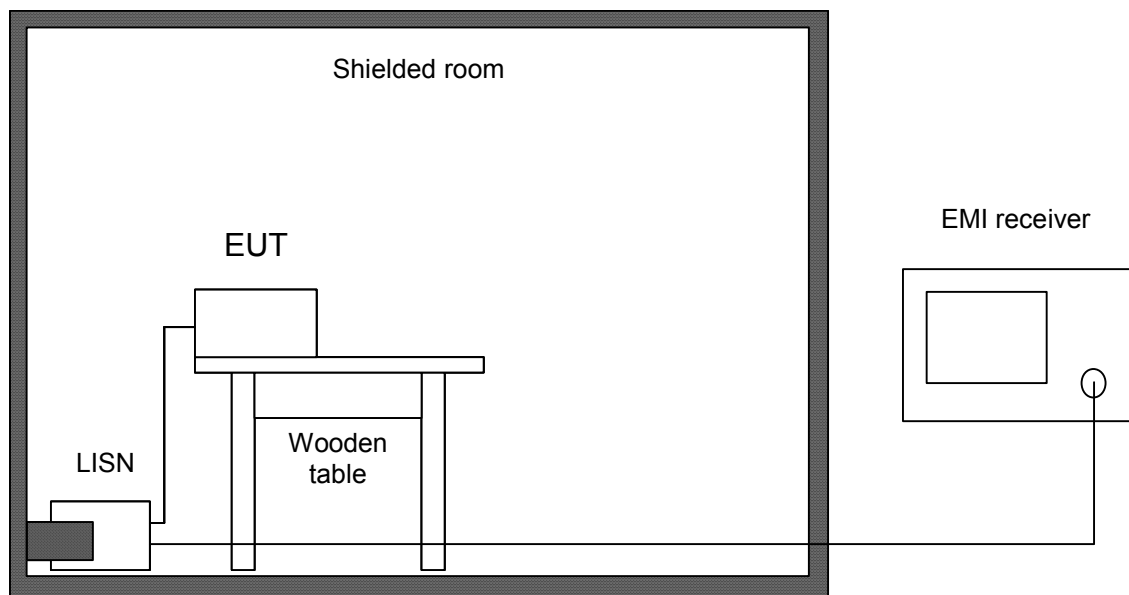 Shielded room
EMI receiver
EUT
Wooden
table
LISN